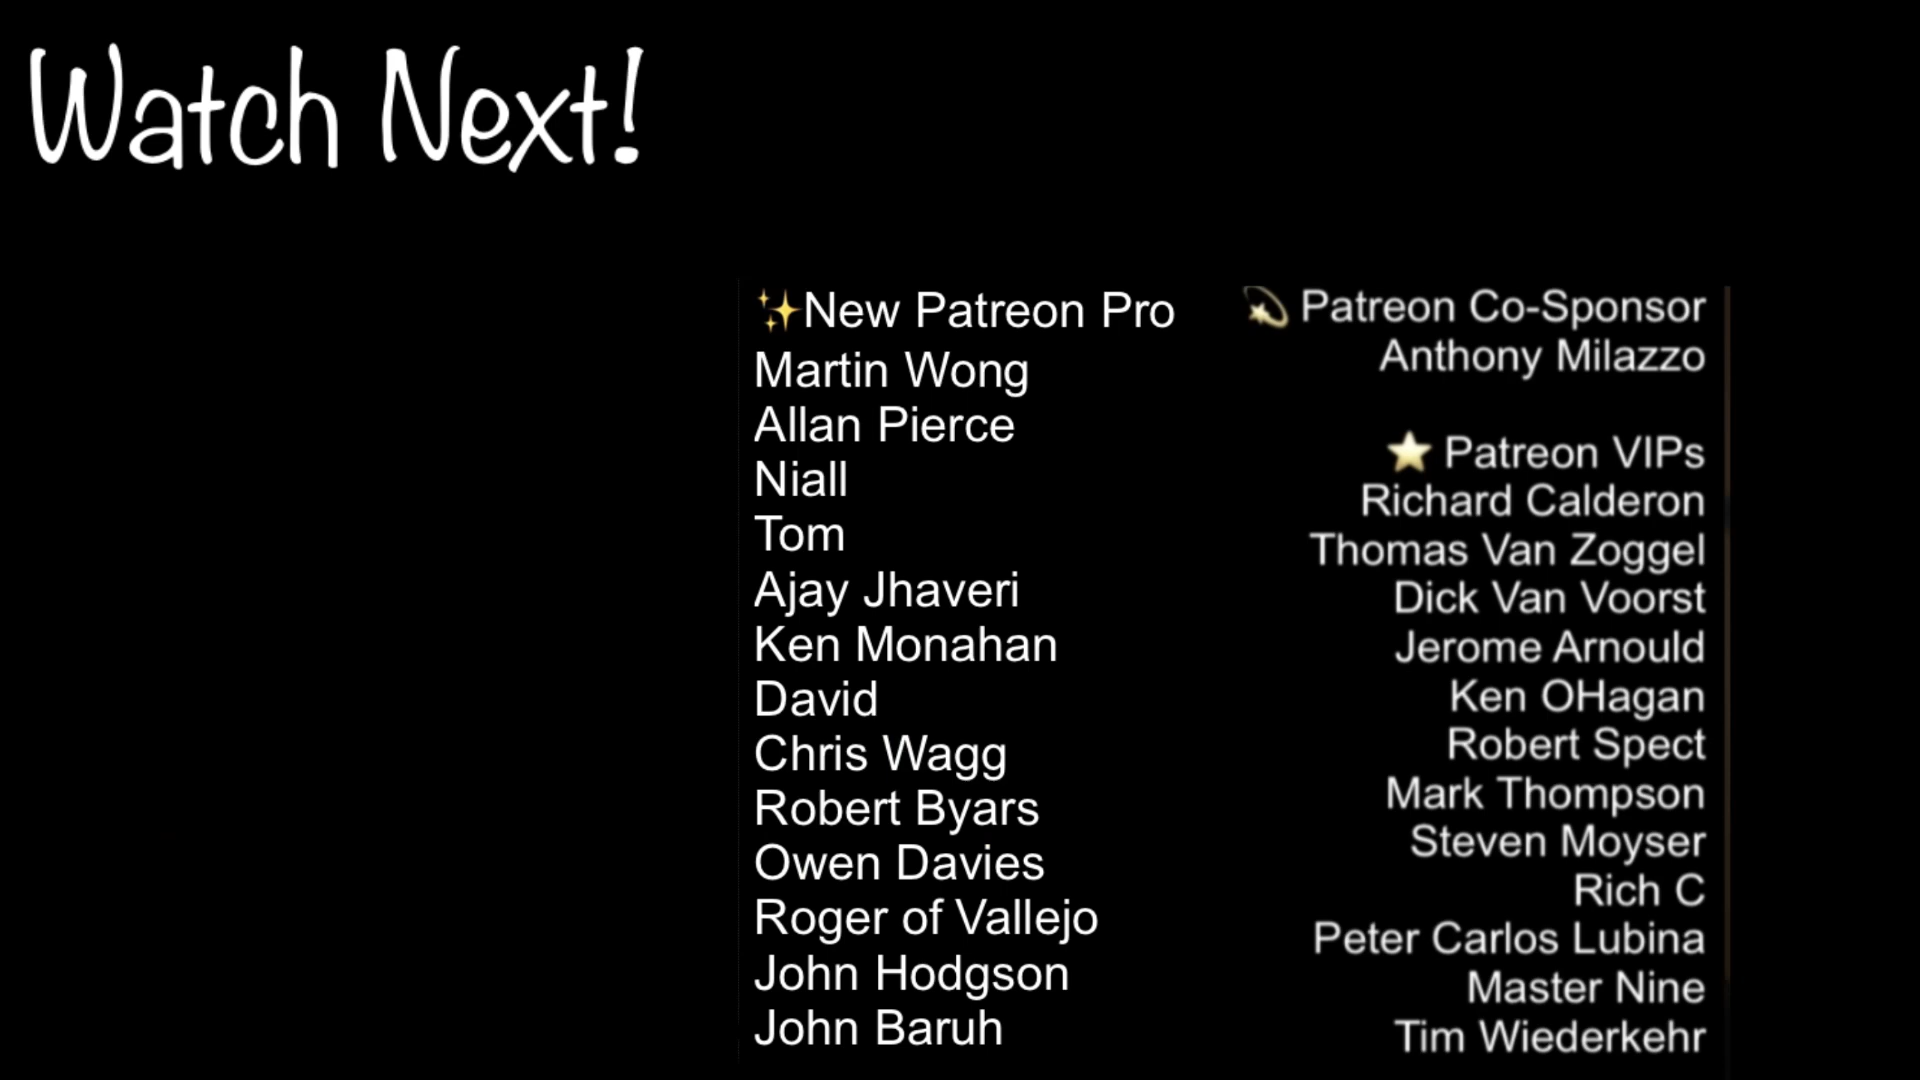 Watch Next!
✨New Patreon Pro
Martin Wong
Allan Pierce
Niall
Tom
Ajay Jhaveri
Ken Monahan
David
Chris Wagg
Robert Byars
Owen Davies
Roger of Vallejo
John Hodgson
John Baruh
💫 Patreon Co-Sponsor
Anthony Milazzo
⭐ Patreon VIPs
Richard Calderon
Thomas Van Zoggel
Dick Van Voorst
Jerome Arnould
Ken OHagan
Robert Spect
Mark Thompson
Steven Moyser
Rich C
Peter Carlos Lubina
Master Nine
Tim Wiederkehr